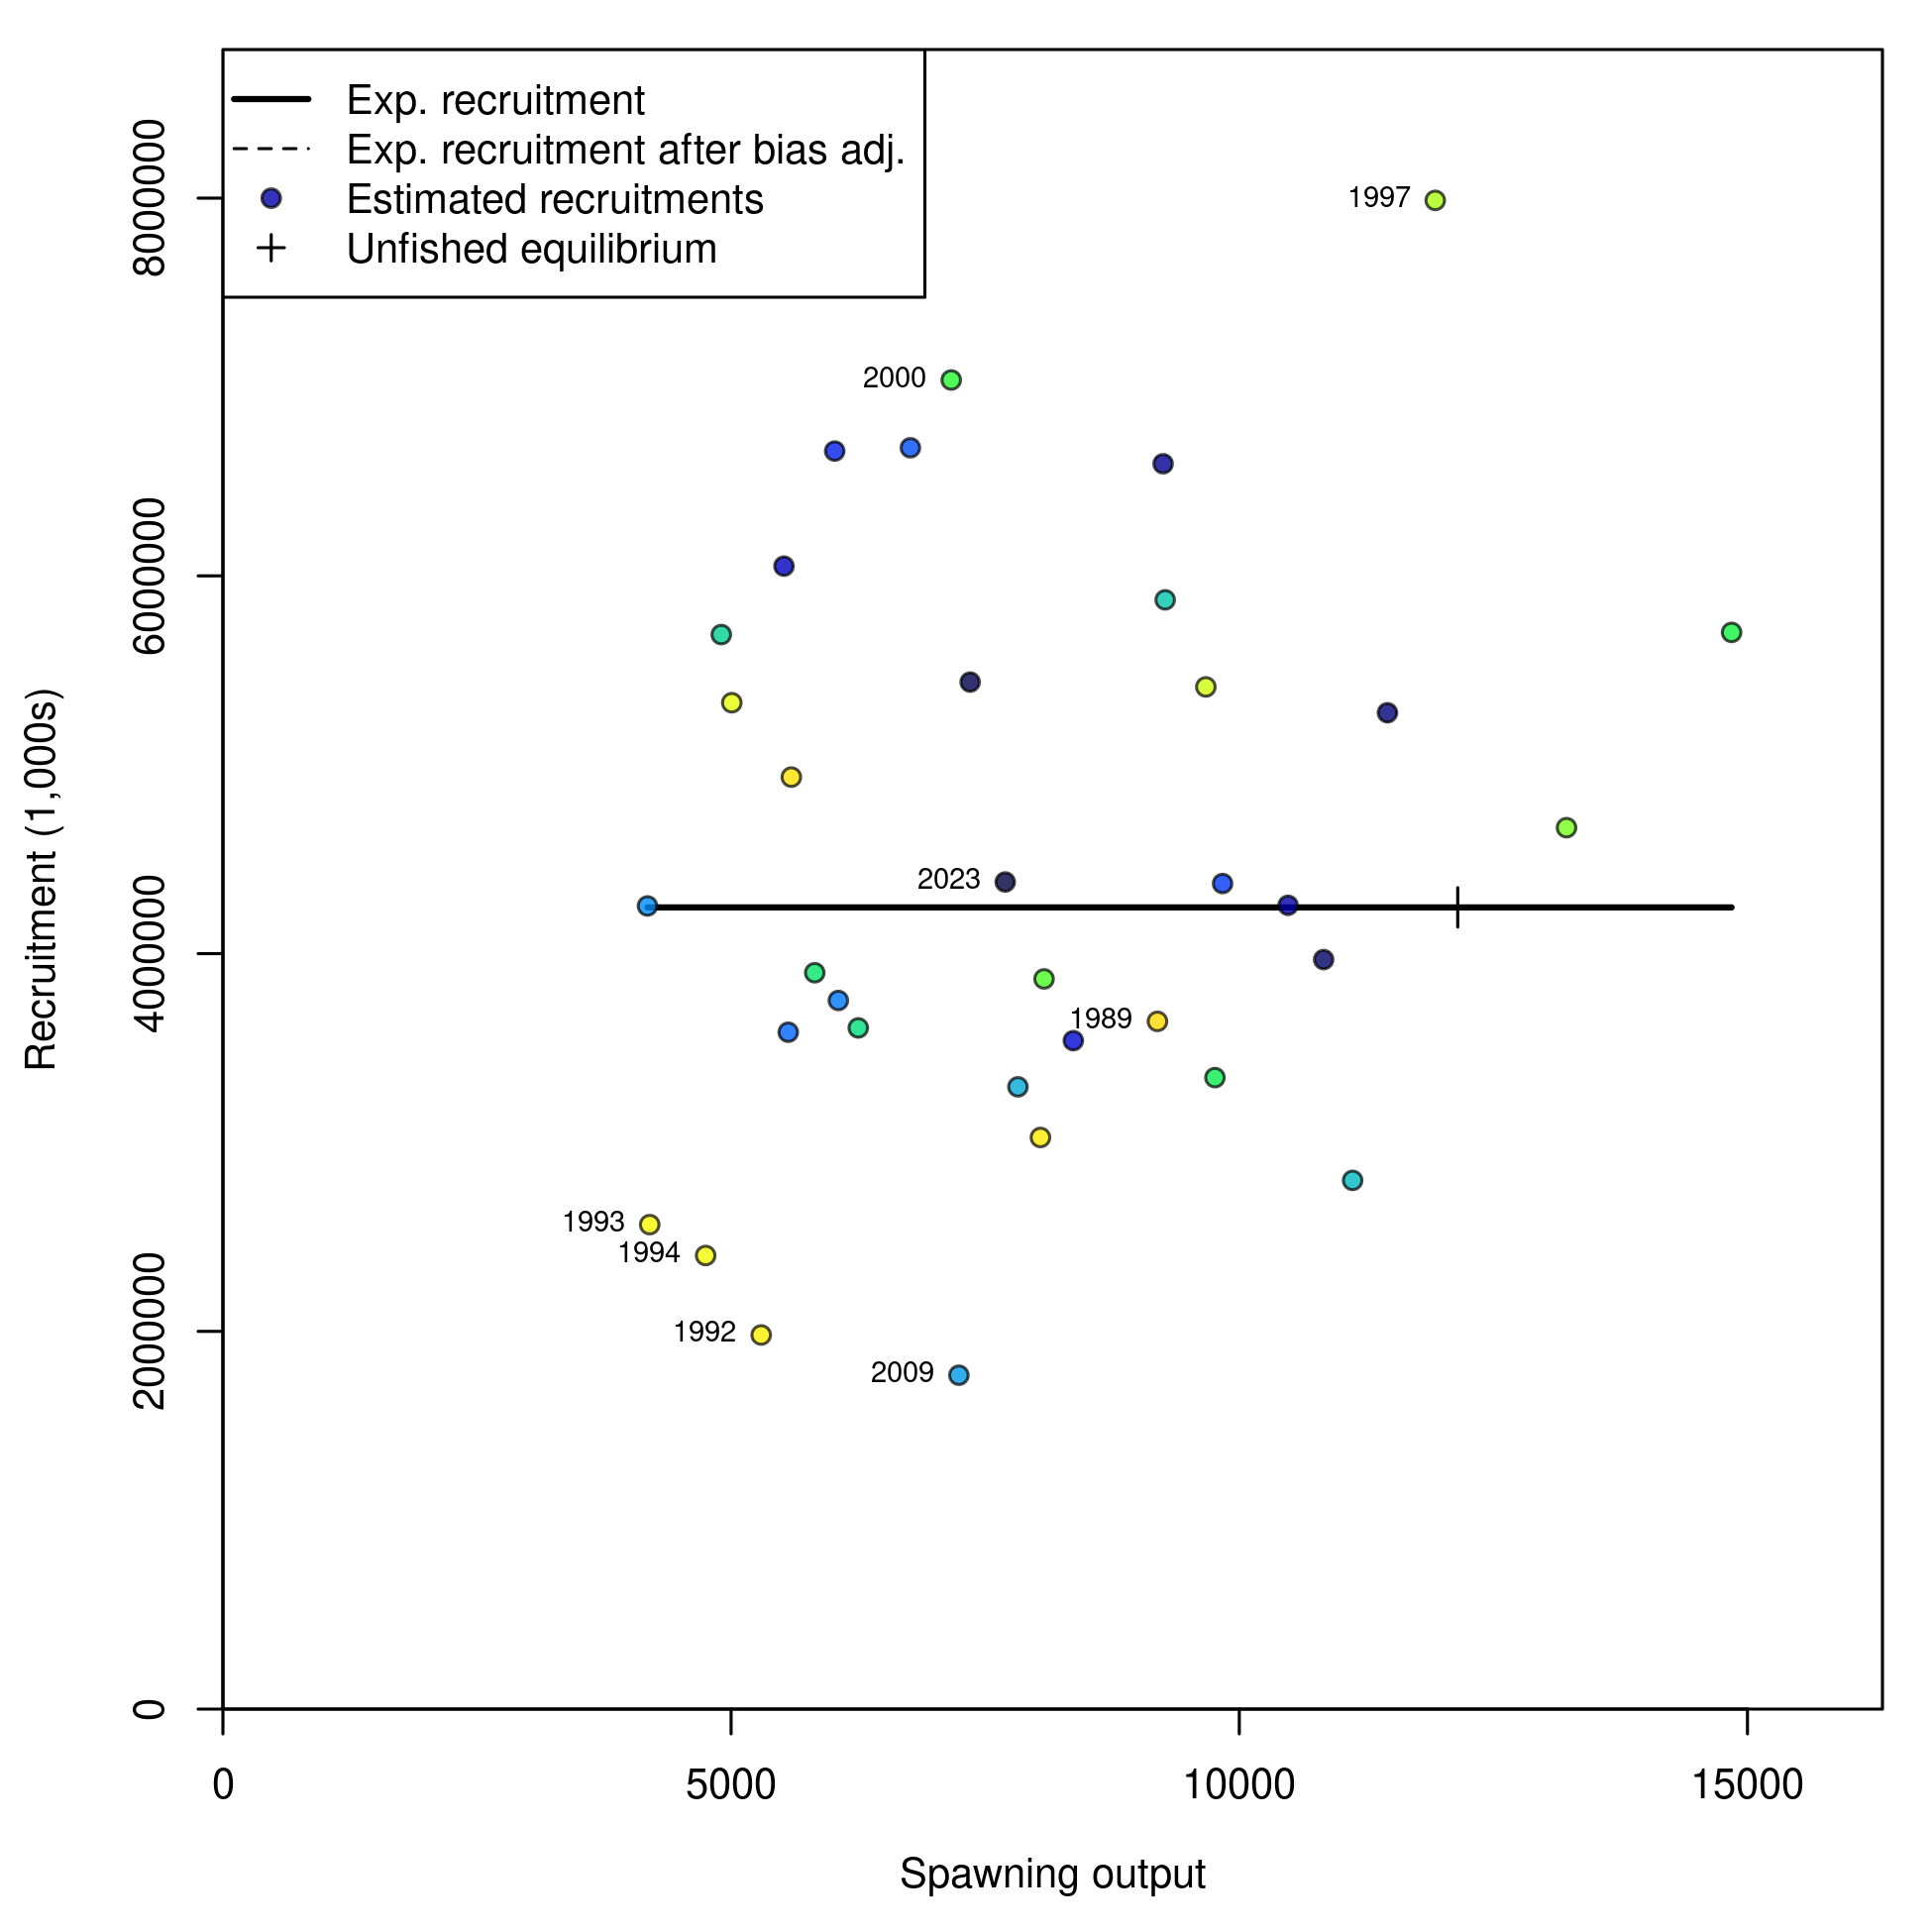 Exp. recruitment
Exp. recruitment after bias adj.
Estimated recruitments
Unfished equilibrium
8000000
6000000
4000000
2000000
0
Recruitment (1,000s)
1997
2000
2023
1989
1993
1994
1992
2009
0
5000
10000
15000
Spawning output